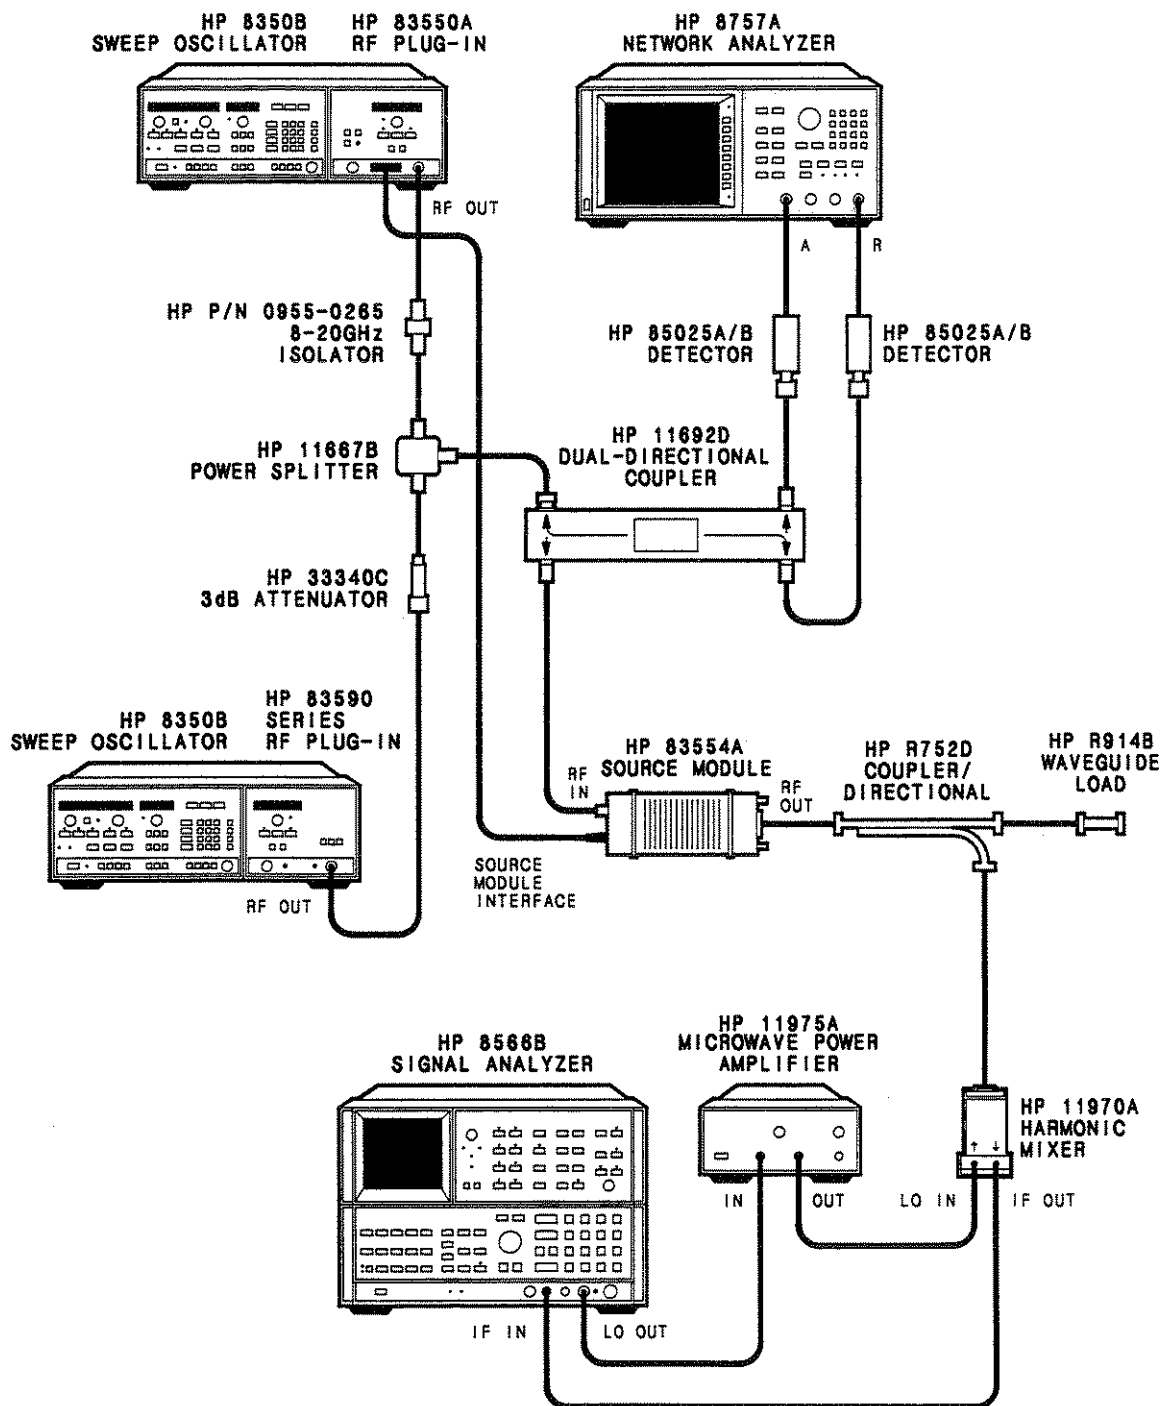 HP 8350B
SWEEP OSCILLATOR
HP 83550A
RF PLUG-IN
HP 8757A
NETWORK ANALYZER
RF OUT
A
R
HP P/N 0955-0265
8-20GHz
ISOLATOR
HP 85025A/B
DETECTOR
HP 85025A/B
DETECTOR
HP 11667B
POWER SPLITTER
HP 11692D
DUAL-DIRECTIONAL
COUPLER
HP 33340C
3dB ATTENUATOR
HP 8350B
SWEEP OSCILLATOR
HP 83590
SERIES
RF PLUG-IN
RF OUT
RF
IN
HP 83554A
SOURCE MODULE
RF
OUT
HP R752D
COUPLER/
DIRECTIONAL
HP R914B
WAVEGUIDE
LOAD
SOURCE
MODULE
INTERFACE
HP 8566B
SIGNAL ANALYZER
HP 11975A
MICROWAVE POWER
AMPLIFIER
HP 11970A
HARMONIC
MIXER
IN
OUT
LO IN
IF OUT
IF IN
LO OUT